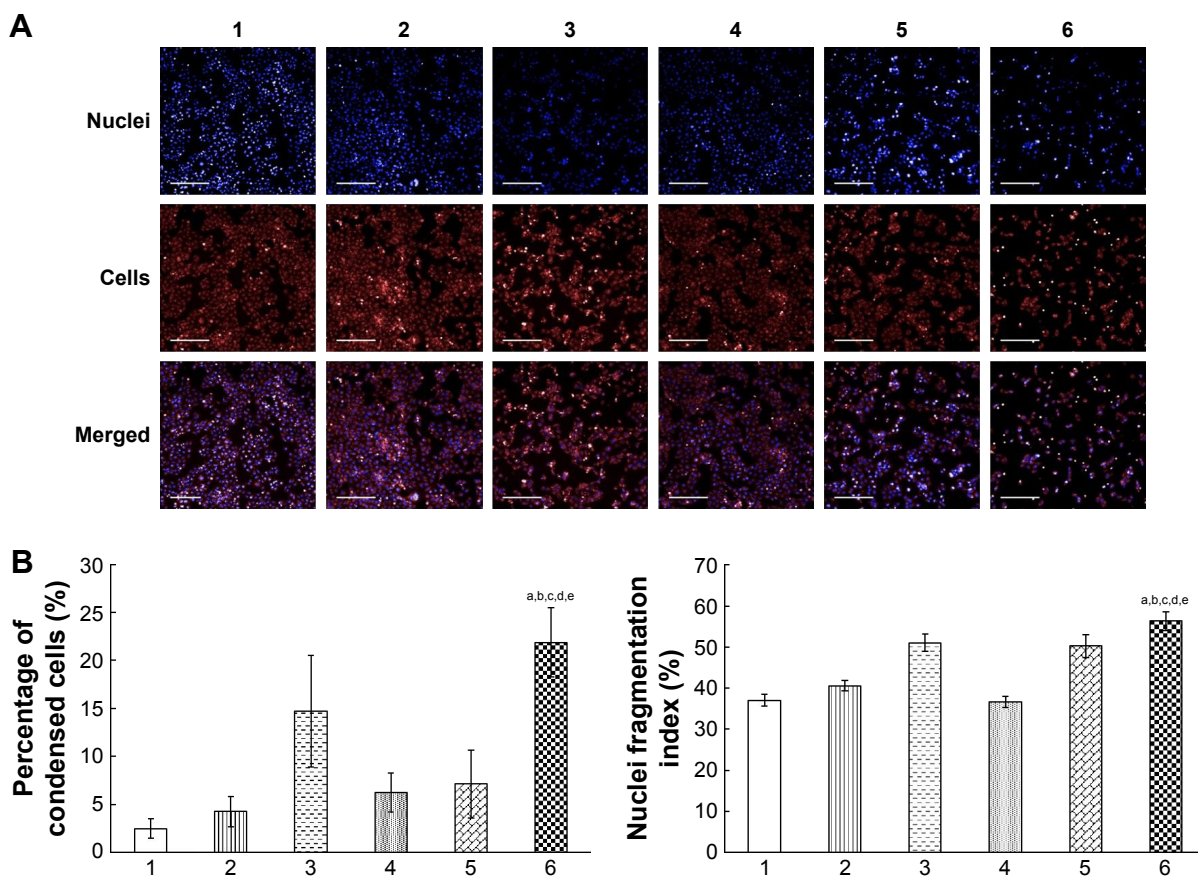 A
1 2 3 4 5 6
Nuclei
Cells
Merged
B
Percentage of
condensed cells (%)
30
25
20
15
10
5
0
a,b,c,d,e
1 2 3 4 5 6
Nuclei fragmentation
index (%)
70
60
50
40
30
20
10
0
a,b,c,d,e
1 2 3 4 5 6